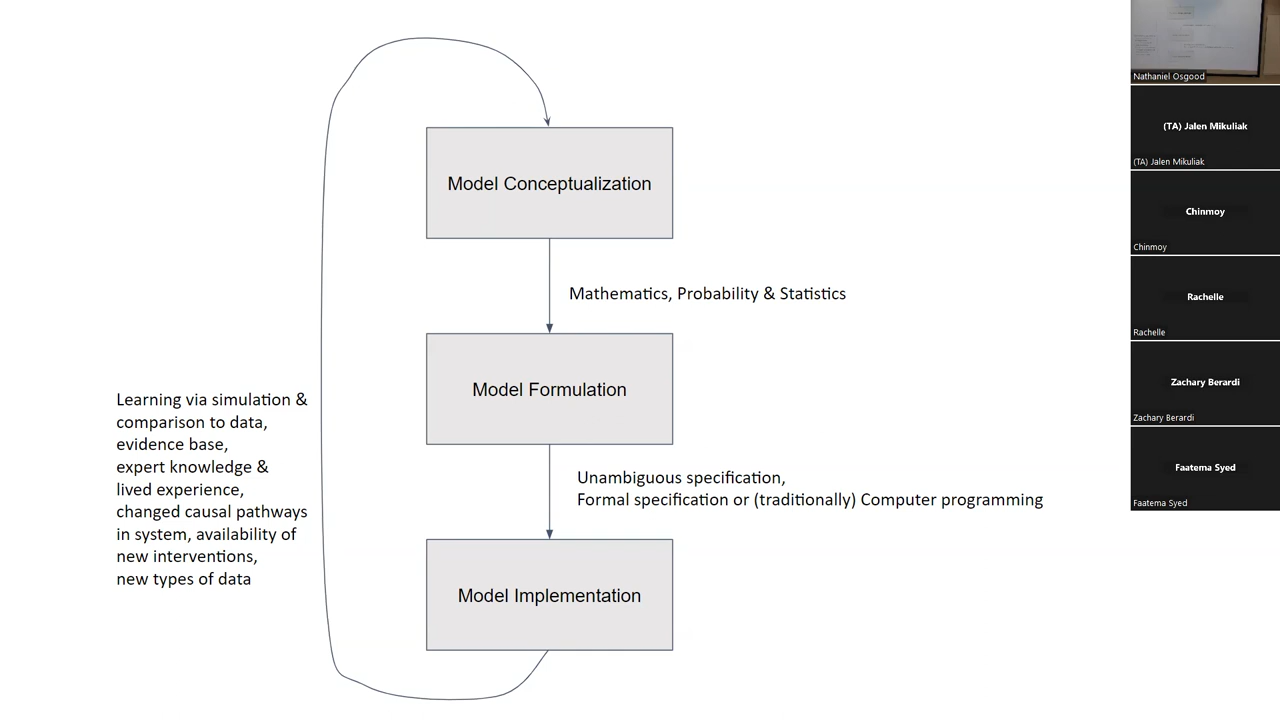 Model Conceptualization
Mathematics, Probability & Statistics
Model Formulation
Learning via simulation &
comparison to data,
evidence base,
expert knowledge &
lived experience,
changed causal pathways
in system, availability of
new interventions,
new types of data
Unambiguous specification,
Formal specification or (traditionally) Computer programming
Model Implementation
Nathaniel Osgood
(TA) Jalen Mikuliak
(TA) Jalen Mikuliak
Chinmoy
Chinmoy
Rachelle
Rachelle
Zachary Berardi
Zachary Berardi
Faatema Syed
Faatema Syed